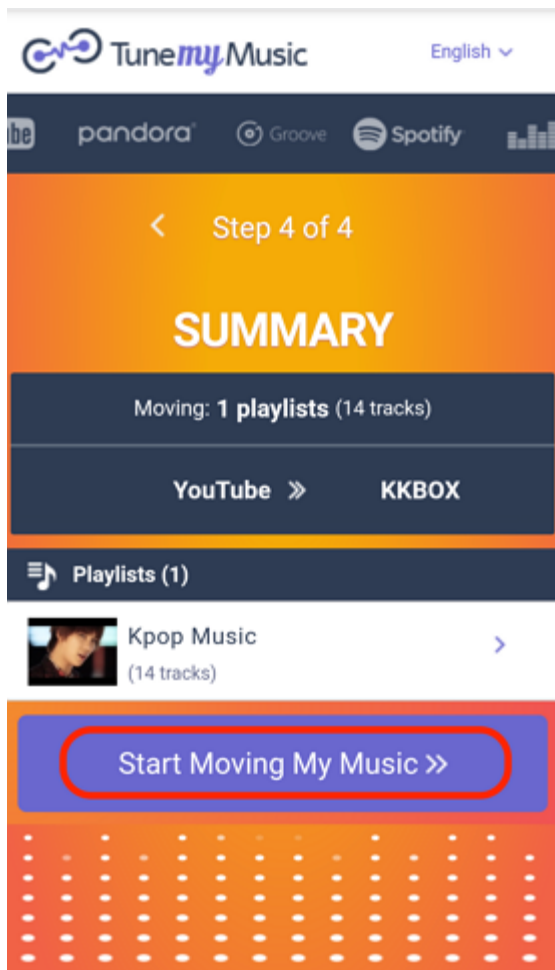 TunemyMusic English
be pandora Groove Spotify
Step 4 of 4
SUMMARY
Moving: 1 playlists (14 tracks)
YouTube KKBOX
Playlists (1)
Kpop Music
(14 tracks)
Start Moving My Music